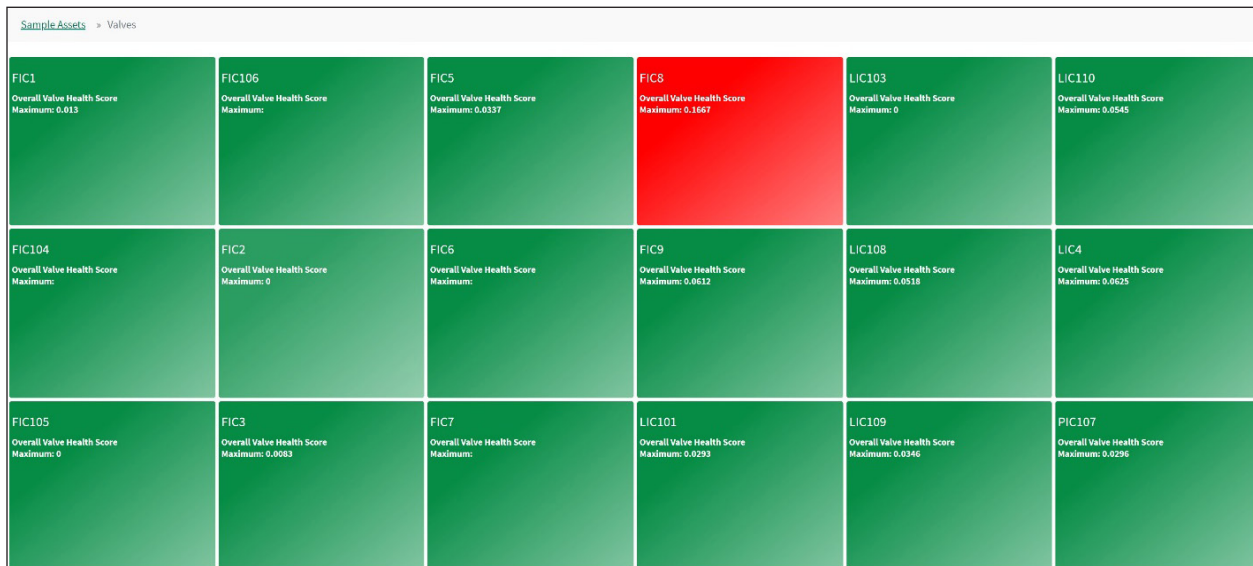 Sample Assets » Valves
FIC1
Overall Valve Health Score
Maximum: 0.013
FIC106
Overall Valve Health Score
Maximum:
FIC5
Overall Valve Health Score
Maximum: 0.0337
FIC8
Overall Valve Health Score
Maximum: 0.1667
LIC103
Overall Valve Health Score
Maximum: 0
LIC110
Overall Valve Health Score
Maximum: 0.0545
FIC104
Overall Valve Health Score
Maximum:
FIC2
Overall Valve Health Score
Maximum: 0
FIC6
Overall Valve Health Score
Maximum:
FIC9
Overall Valve Health Score
Maximum: 0.0612
LIC108
Overall Valve Health Score
Maximum: 0.0518
LIC4
Overall Valve Health Score
Maximum: 0.0625
FIC105
Overall Valve Health Score
Maximum: 0
FIC3
Overall Valve Health Score
Maximum: 0.0083
FIC7
Overall Valve Health Score
Maximum:
LIC101
Overall Valve Health Score
Maximum: 0.0293
LIC109
Overall Valve Health Score
Maximum: 0.0346
PIC107
Overall Valve Health Score
Maximum: 0.0296